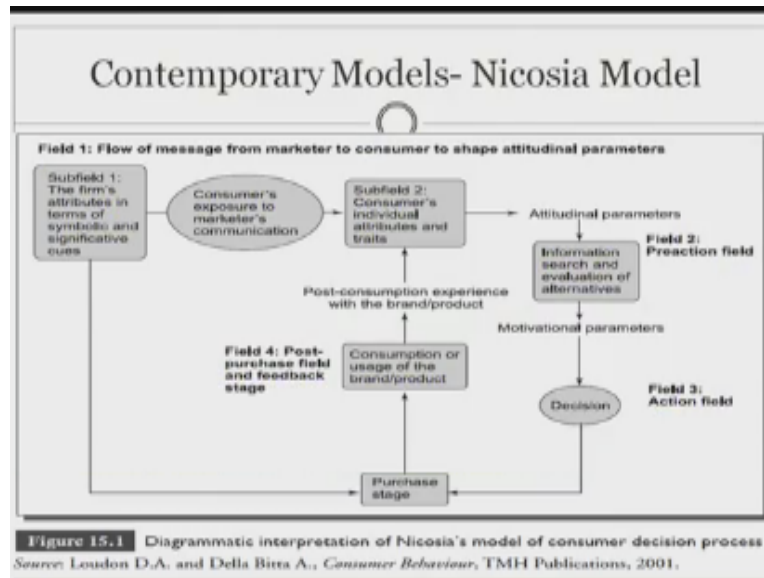 Contemporary Models- Nicosia Model
Field 1: Flow of message from marketer to consumer to shape attitudinal parameters
Subfield 1:
The firm's
attributes in
terms of
symbolic and
significative
cues
Consumer's
exposure to
marketer's
communication
Subfield 2:
Consumer's
individual
attributes and
traits
Attitudinal parameters
Field 2:
Preaction field
Information
search and
evaluation of
alternatives
Post-consumption experience
with the brand/product
Motivational parameters
Field 4: Post-
purchase field
and feedback
stage
Consumption or
usage of the
brand/product
Field 3:
Action field
Decision
Purchase
stage
Figure 15.1 Diagrammatic interpretation of Nicosia's model of consumer decision process
Source: Loudon D.A. and Della Bitta A., Consumer Behaviour, TMH Publications, 2001.